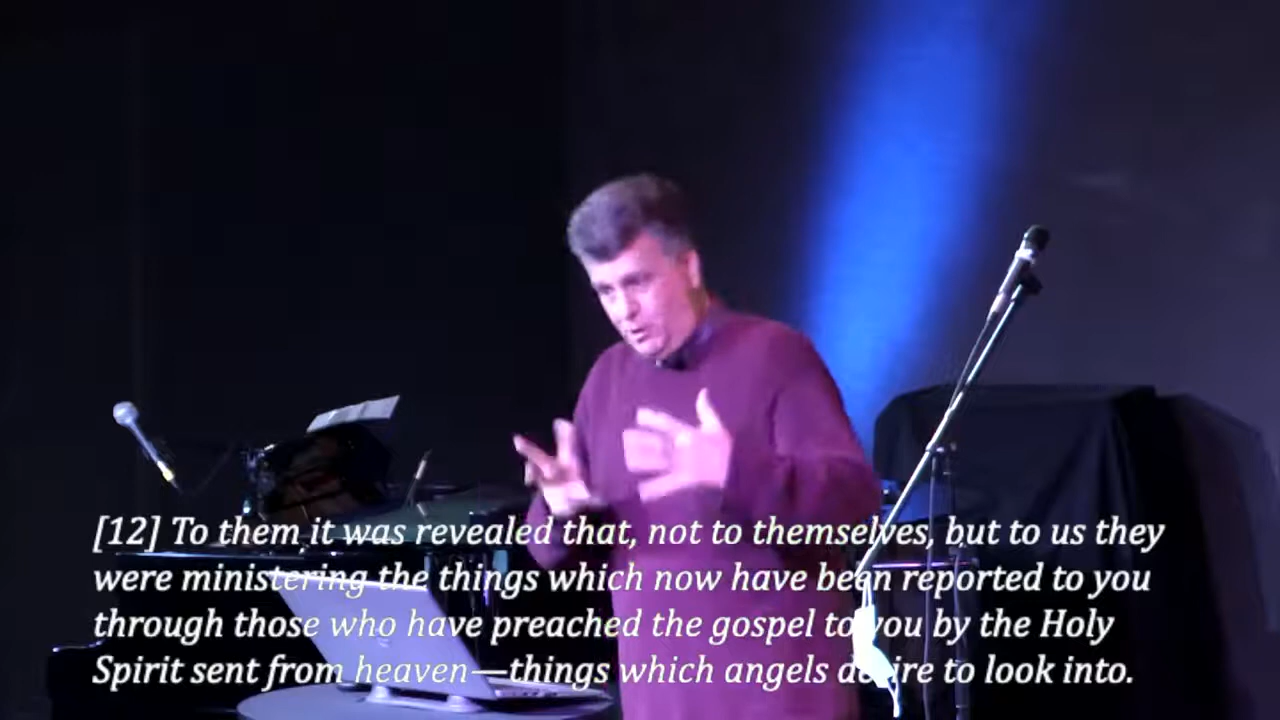 [12] To them it was revealed that, not to themselves, but to us they
were ministering the things which now have been reported to you
through those who have preached the gospel to you by the Holy
Spirit sent from heaven—things which angels desire to look into.